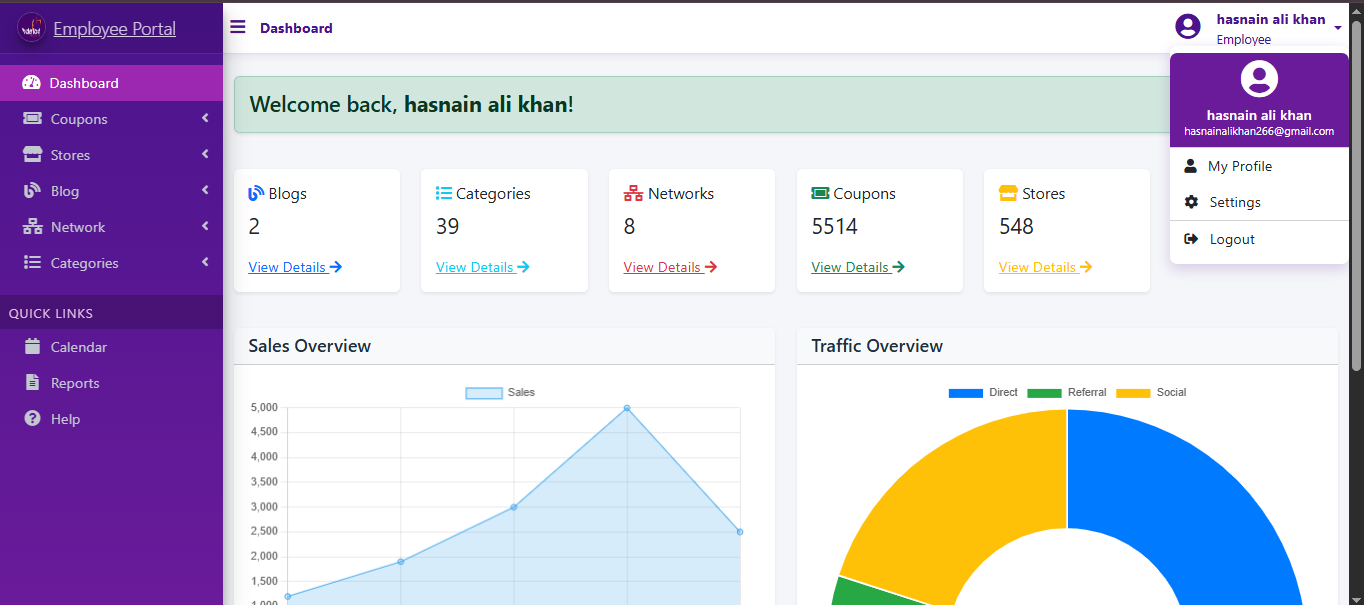 Employee Portal
Dashboard
Coupons
Stores
Blog
Network
Categories
QUICK LINKS
Calendar
Reports
Help
Dashboard
hasnain ali khan
Employee
hasnain ali khan
hasnainalikhan266@gmail.com
My Profile
Settings
Logout
Welcome back, hasnain ali khan!
Blogs
2
View Details
Categories
39
View Details
Networks
8
View Details
Coupons
5514
View Details
Stores
548
View Details
Sales Overview
Sales
5,000
4,500
4,000
3,500
3,000
2,500
2,000
1,500
Traffic Overview
Direct Referral Social